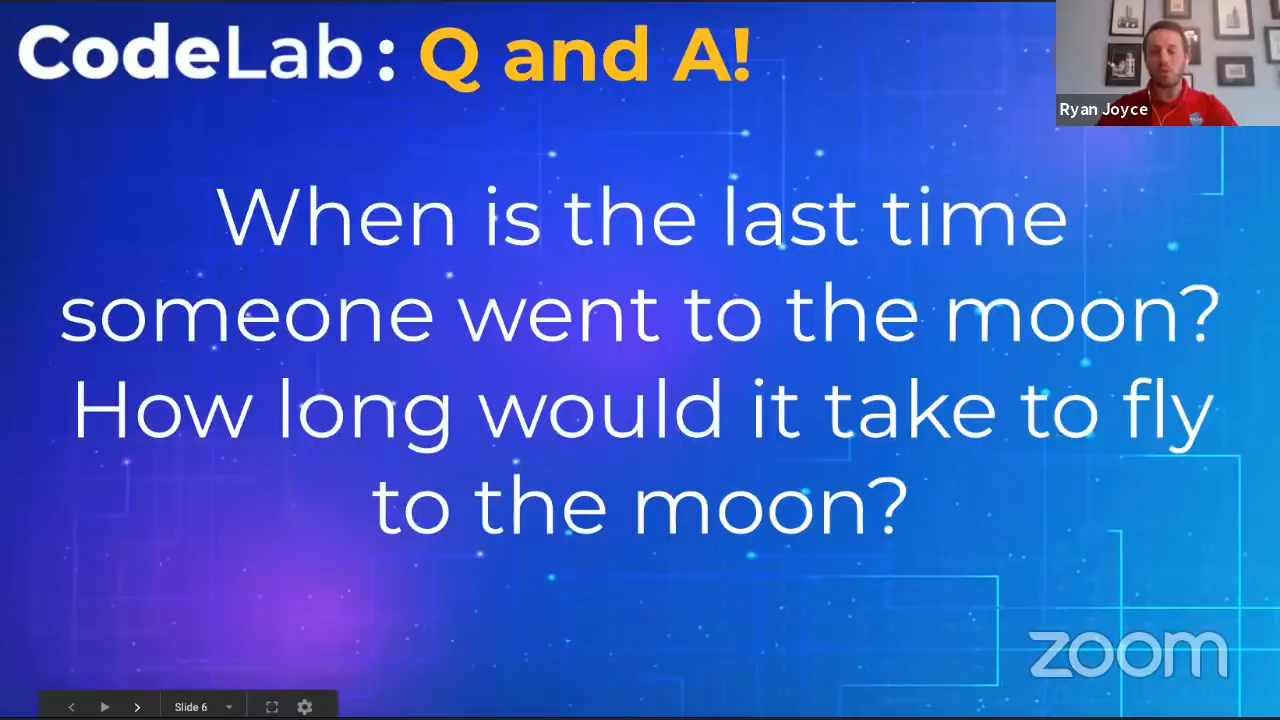 CodeLab: Q and A!
Ryan Joyce
When is the last time
someone went to the moon?
How long would it take to fly
to the moon?
zoom
Slide 6